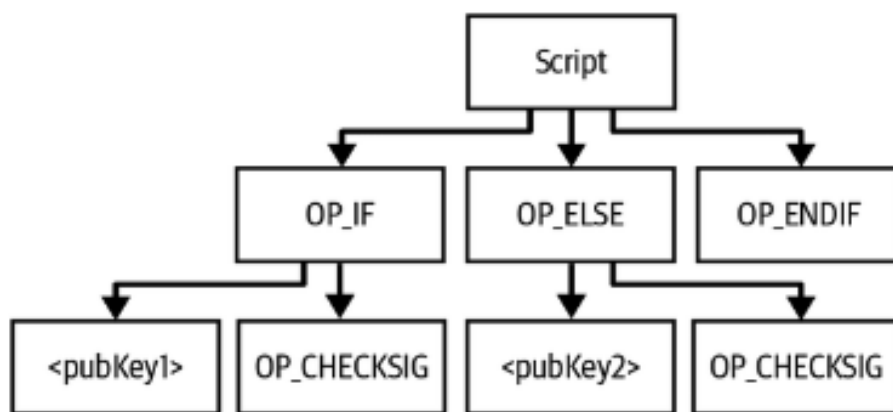 Script
OP_IF OP_ELSE OP_ENDIF
<pubKey1> OP_CHECKSIG <pubKey2> OP_CHECKSIG